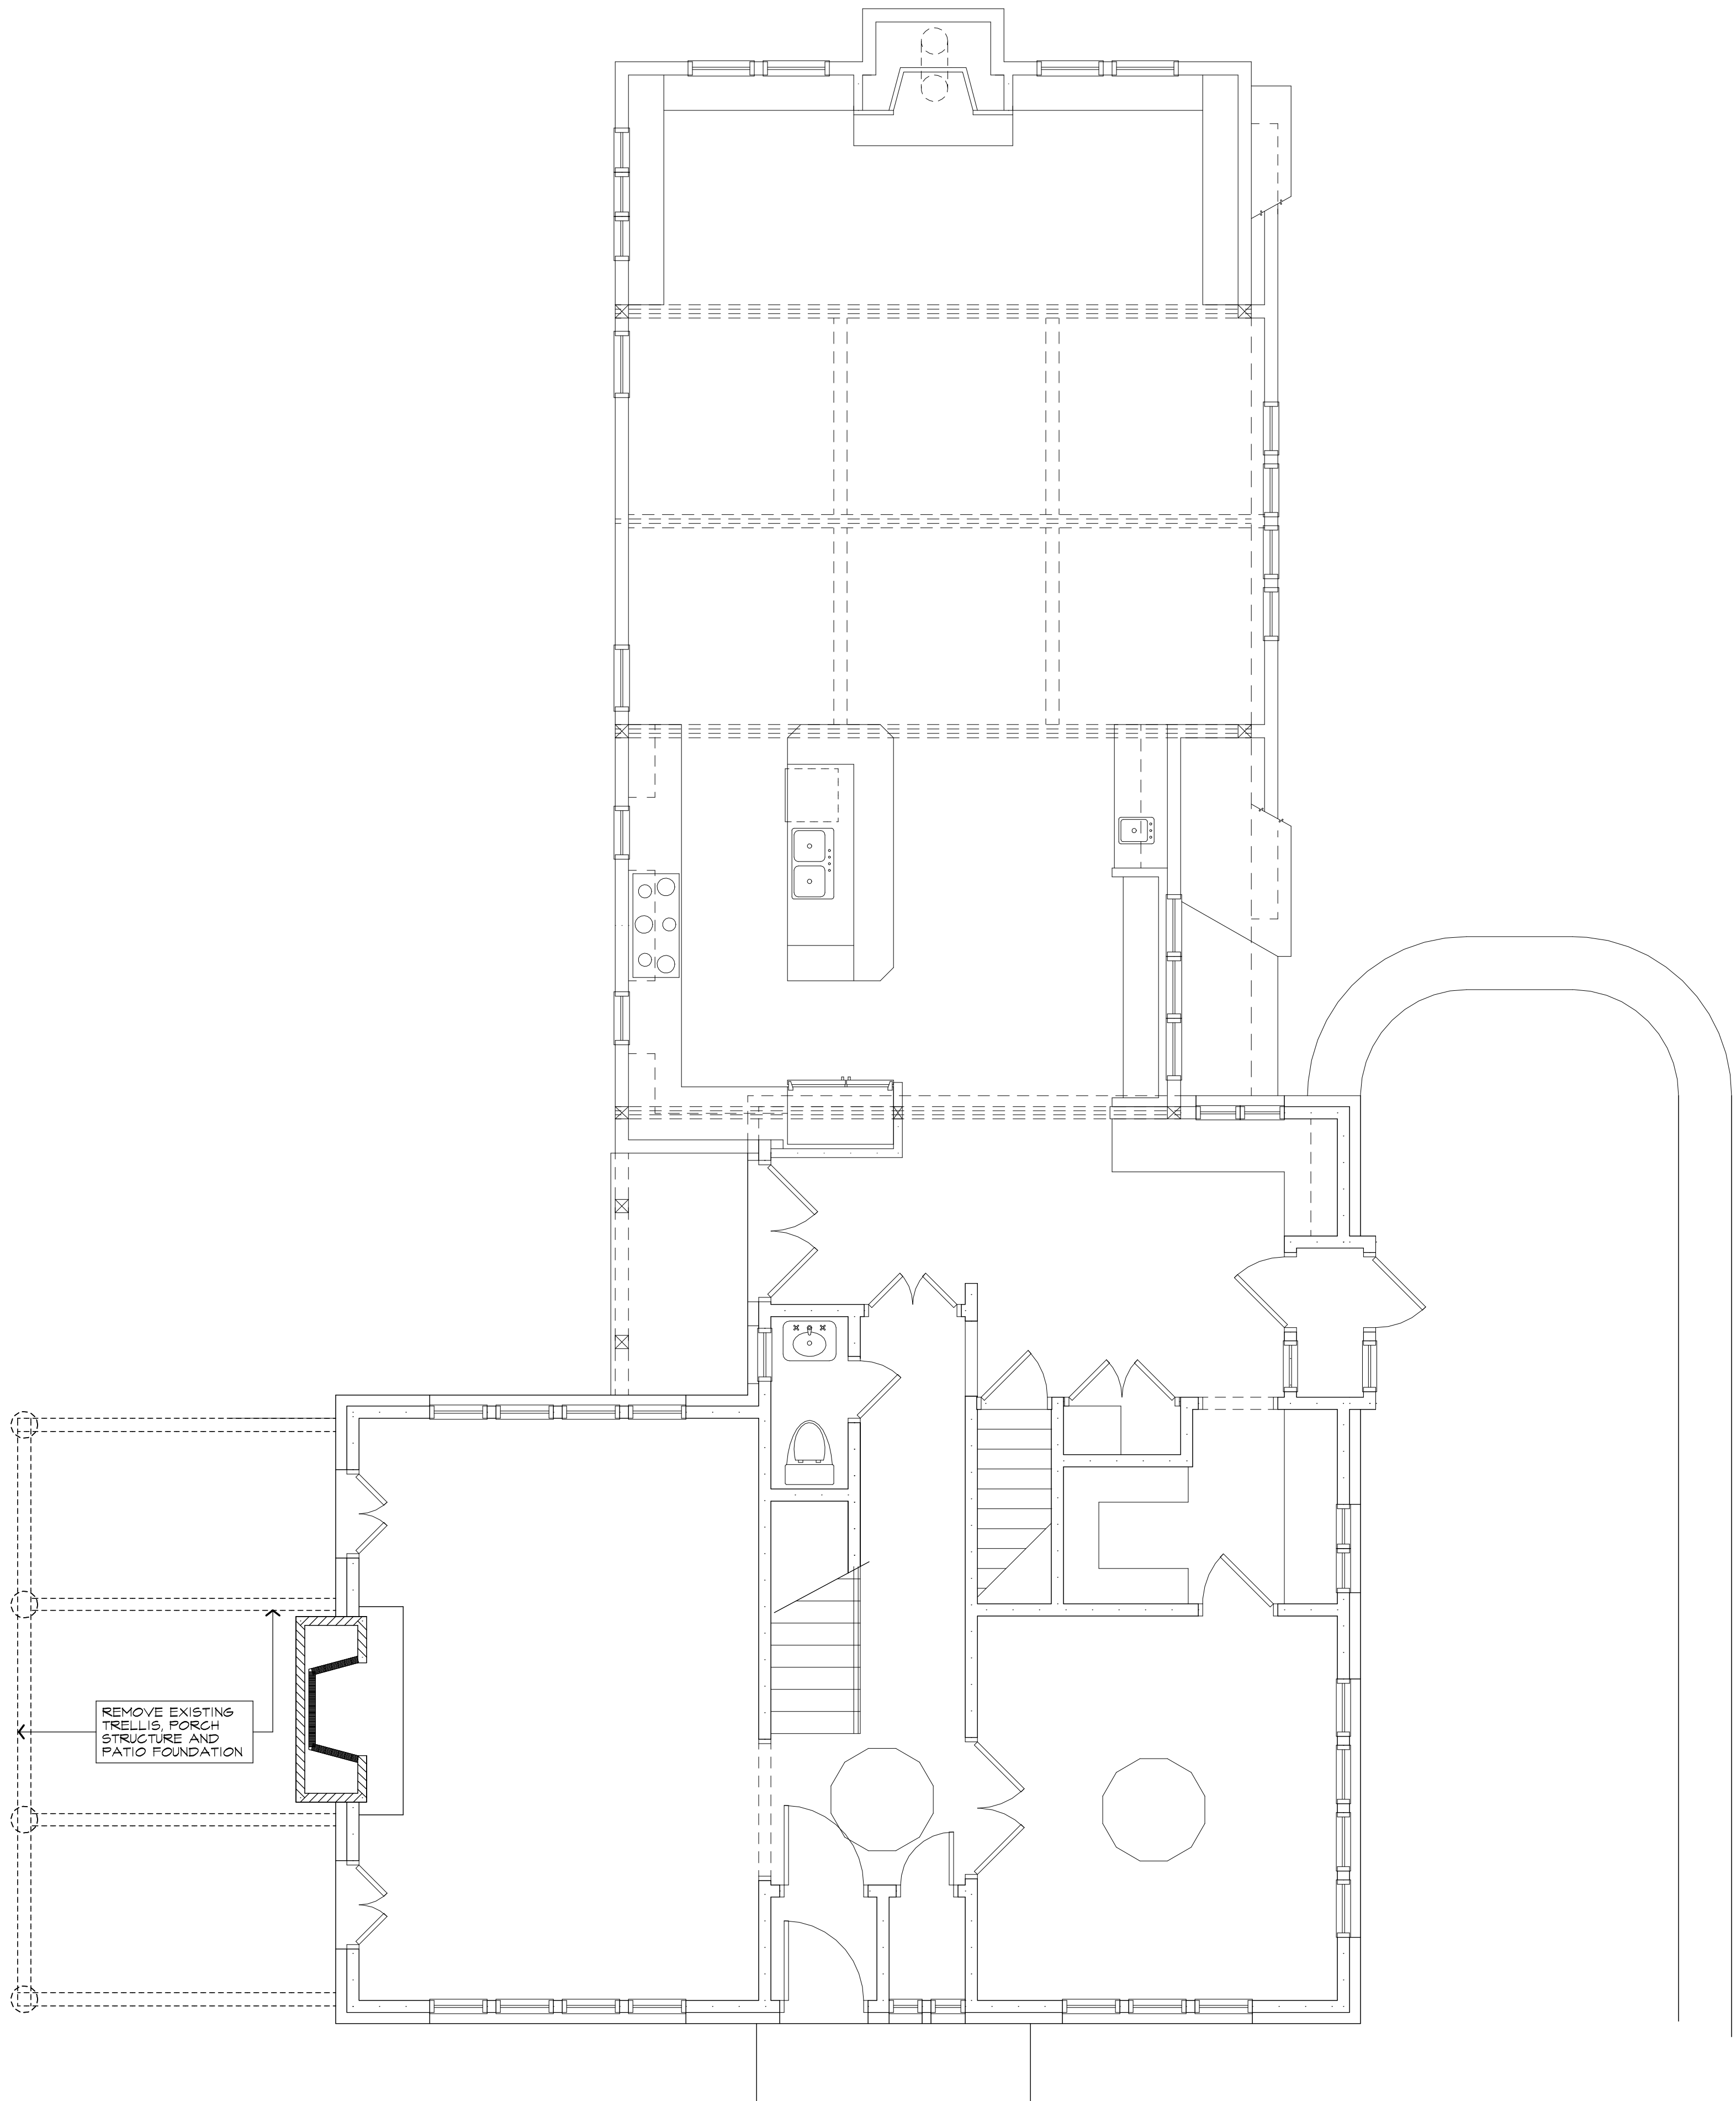 REMOVE EXISTING
TRELLIS, PORCH
STRUCTURE AND
PATIO FOUNDATION